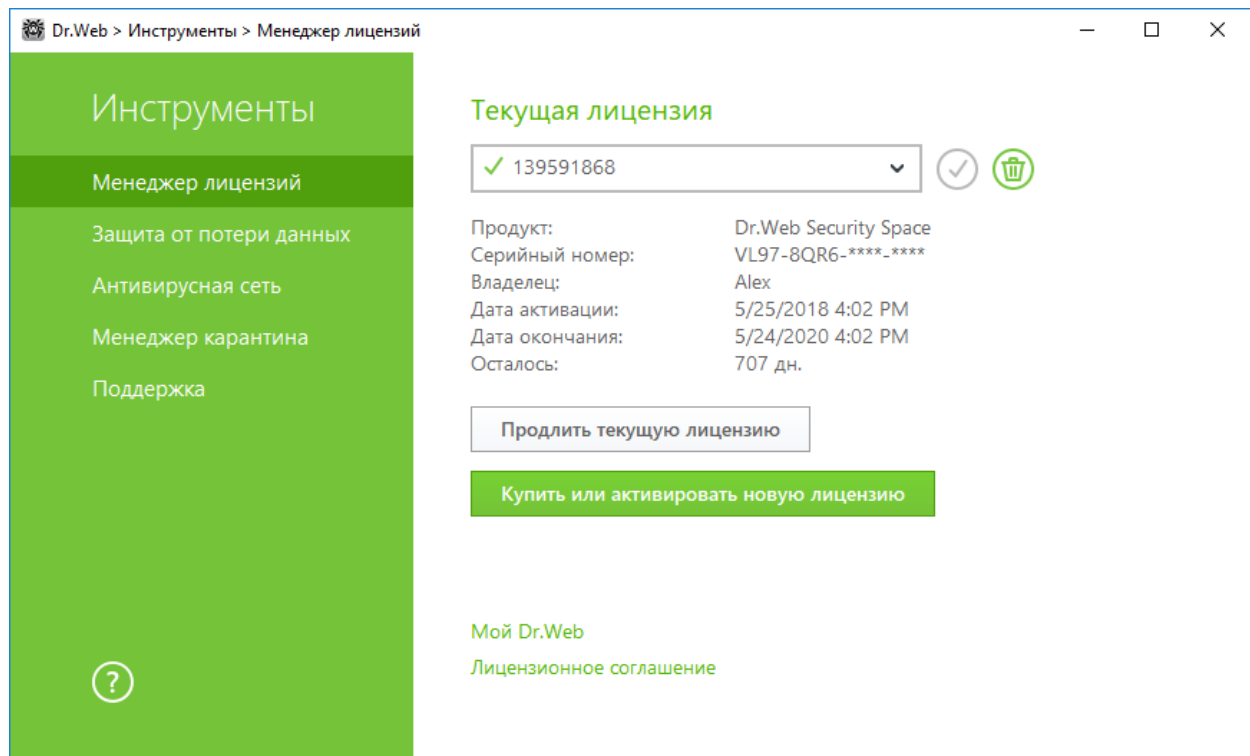 Dr.Web > Инструменты > Менеджер лицензий
Инструменты
Менеджер лицензий
Защита от потери данных
Антивирусная сеть
Менеджер карантина
Поддержка
?
Текущая лицензия
139591868
Продукт: Dr.Web Security Space
Серийный номер: VL97-8QR6-****-****
Владелец: Alex
Дата активации: 5/25/2018 4:02 PM
Дата окончания: 5/24/2020 4:02 PM
Осталось: 707 дн.
Продлить текущую лицензию
Купить или активировать новую лицензию
Мой Dr.Web
Лицензионное соглашение